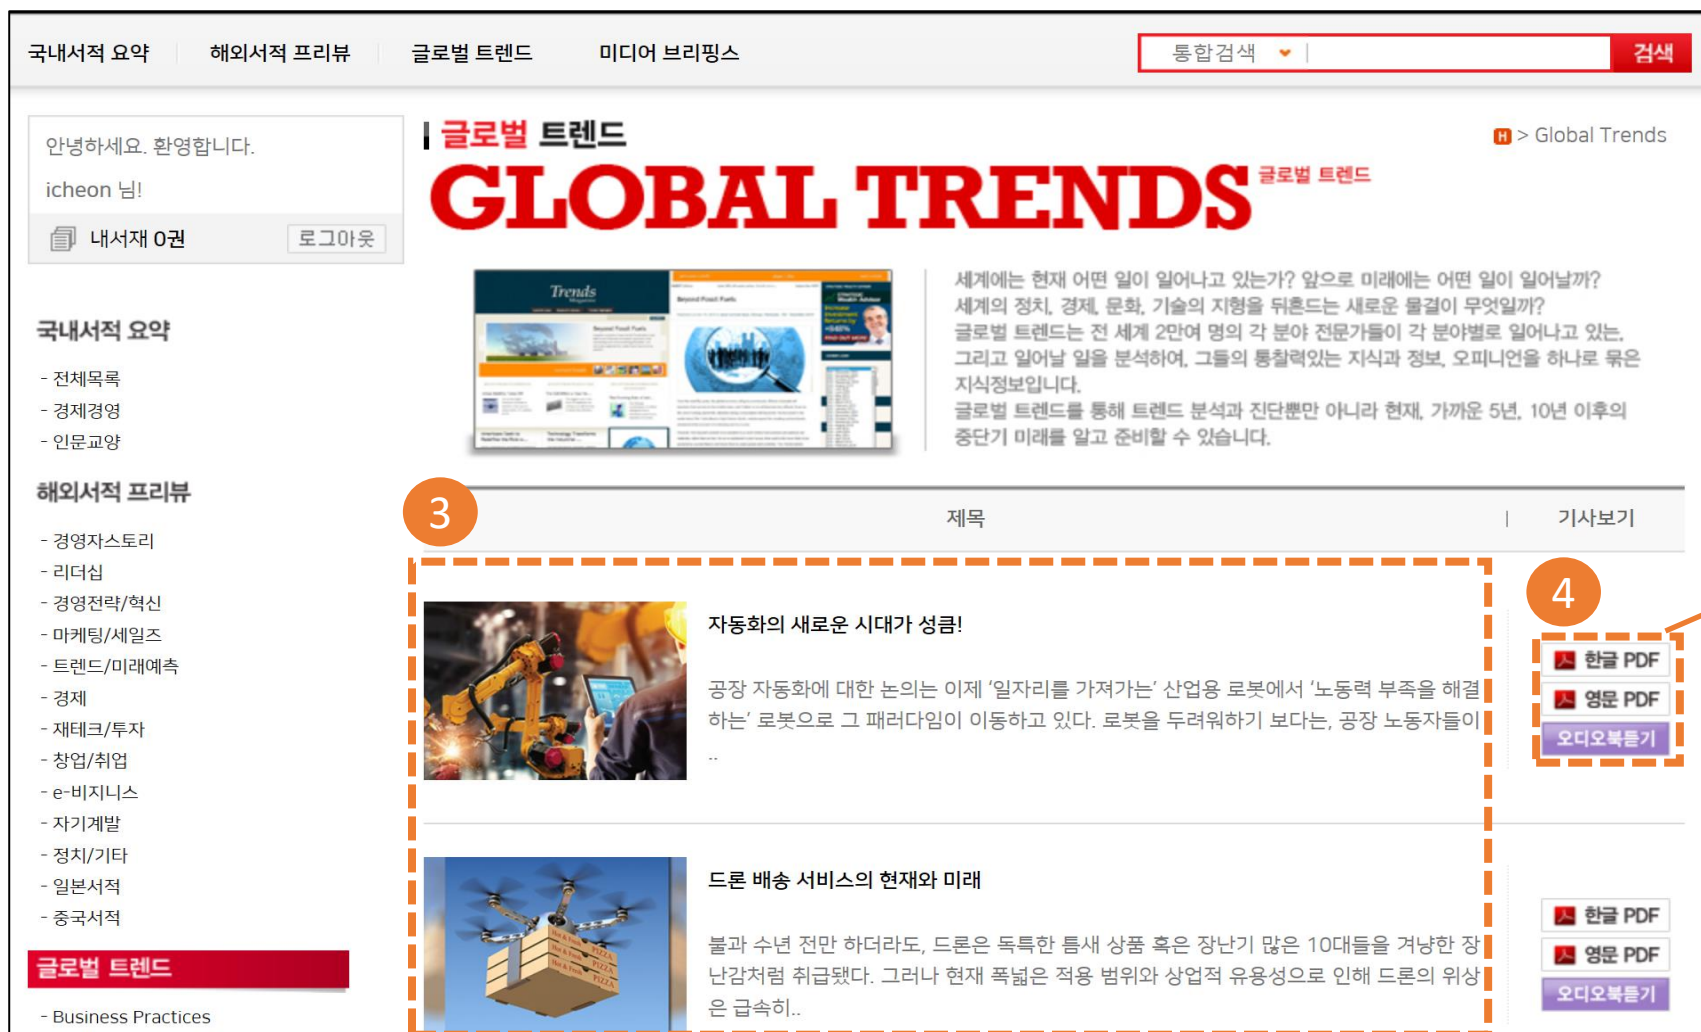 국내서적 요약
해외서적 프리뷰
글로벌 트렌드
미디어 브리핑스
통합검색
검색
안녕하세요. 환영합니다.
icheon 님!
내서재 0권
로그아웃
글로벌 트렌드
> Global Trends
GLOBAL TRENDS 글로벌 트렌드
Trends
Beyond Fossil Fuels
세계에는 현재 어떤 일이 일어나고 있는가? 앞으로 미래에는 어떤 일이 일어날까?
세계의 정치, 경제, 문화, 기술의 지형을 뒤흔드는 새로운 물결이 무엇일까?
글로벌 트렌드는 전 세계 2만여 명의 각 분야 전문가들이 각 분야별로 일어나고 있는,
그리고 일어날 일을 분석하여, 그들의 통찰력있는 지식과 정보, 오피니언을 하나로 묶은
지식정보입니다.
글로벌 트렌드를 통해 트렌드 분석과 진단뿐만 아니라 현재, 가까운 5년, 10년 이후의
중단기 미래를 알고 준비할 수 있습니다.
국내서적 요약
- 전체목록
- 경제경영
- 인문교양
해외서적 프리뷰
- 경영자스토리
- 리더십
- 경영전략/혁신
- 마케팅/세일즈
- 트렌드/미래예측
- 경제
- 재테크/투자
- 창업/취업
- e-비지니스
- 자기계발
- 정치/기타
- 일본서적
- 중국서적
글로벌 트렌드
- Business Practices
3
제목
기사보기
4
자동화의 새로운 시대가 성큼!
공장 자동화에 대한 논의는 이제 ‘일자리를 가져가는’ 산업용 로봇에서 ‘노동력 부족을 해결
하는’ 로봇으로 그 패러다임이 이동하고 있다. 로봇을 두려워하기 보다는, 공장 노동자들이
..
한글 PDF
영문 PDF
오디오북듣기
드론 배송 서비스의 현재와 미래
불과 수년 전만 하더라도, 드론은 독특한 틈새 상품 혹은 장난기 많은 10대들을 겨냥한 장
난감처럼 취급됐다. 그러나 현재 폭넓은 적용 범위와 상업적 유용성으로 인해 드론의 위상
은 급속히..
PIZZA
PIZZA
PIZZA
한글 PDF
영문 PDF
오디오북듣기